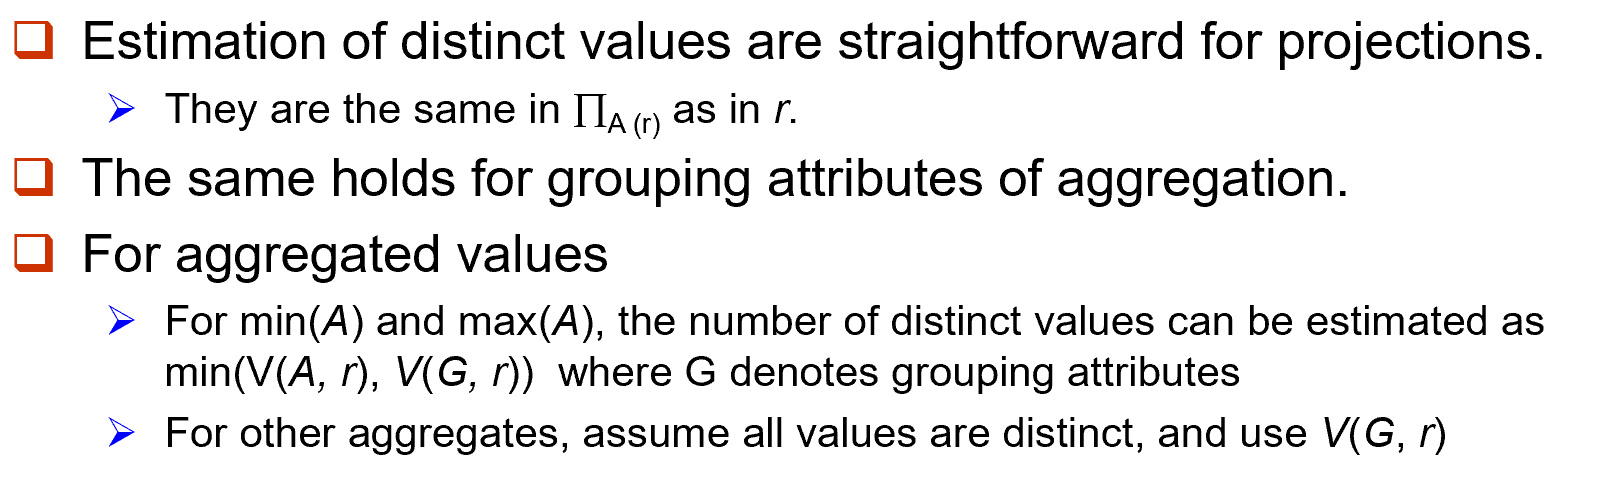 ❑ Estimation of distinct values are straightforward for projections.
➢ They are the same in ∏A (r) as in r.
❑ The same holds for grouping attributes of aggregation.
❑ For aggregated values
➢ For min(A) and max(A), the number of distinct values can be estimated as
min(V(A, r), V(G, r)) where G denotes grouping attributes
➢ For other aggregates, assume all values are distinct, and use V(G, r)